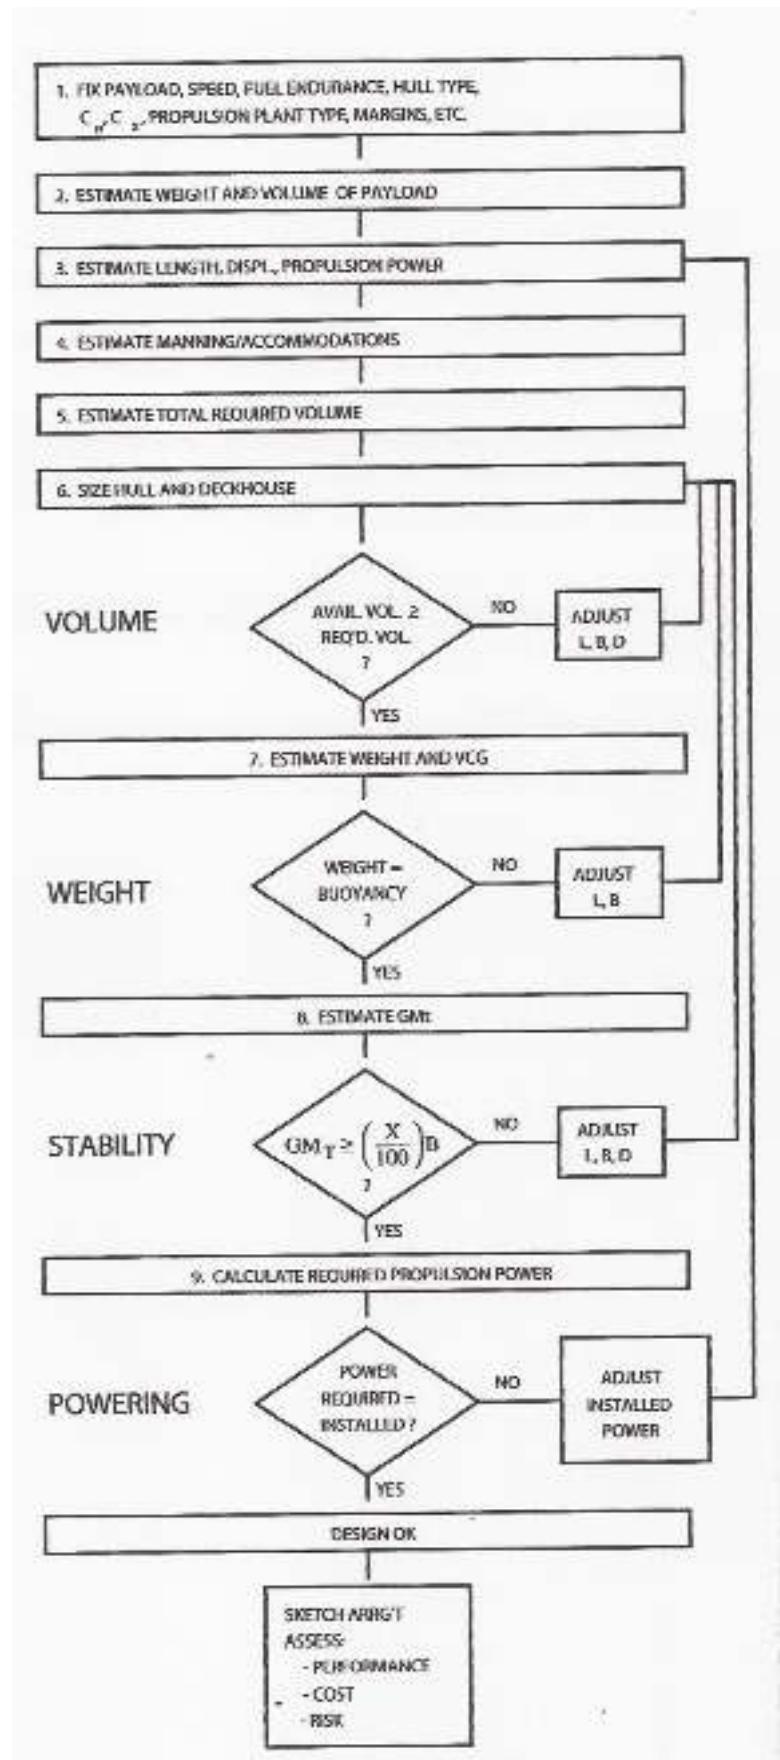 1. FIX PAYLOAD, SPEED, FUEL ENDURANCE, HULL TYPE,
PROPULSION PLANT TYPE, MARGINS, ETC.
2. ESTIMATE WEIGHT AND VOLUME OF PAYLOAD
3. ESTIMATE LENGTH, DISPL., PROPULSION POWER
4. ESTIMATE MANNING/ACCOMMODATIONS
5. ESTIMATE TOTAL REQUIRED VOLUME
6. SIZE HULL AND DECKHOUSE
VOLUME
AVAIL. VOL. ≥
REQ'D. VOL.
?
NO
ADJUST
L, B, D
YES
7. ESTIMATE WEIGHT AND VCG
WEIGHT
WEIGHT =
BUOYANCY
?
NO
ADJUST
L, B
YES
8. ESTIMATE GMt
STABILITY
GM T ≥ (X/100)B
?
NO
ADJUST
L, B, D
YES
9. CALCULATE REQUIRED PROPULSION POWER
POWERING
POWER
REQUIRED =
INSTALLED ?
NO
ADJUST
INSTALLED
POWER
YES
DESIGN OK
SKETCH ARRG'T
ASSESS:
- PERFORMANCE
- COST
- RISK